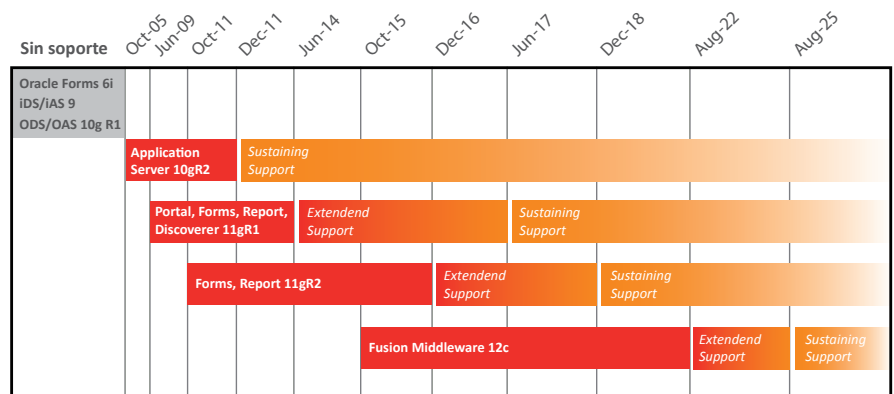 Sin soporte
Oct-05
Jun-09
Oct-11
Dec-11
Jun-14
Oct-15
Dec-16
Jun-17
Dec-18
Aug-22
Aug-25
Oracle Forms 6i
iDS/iAS 9
ODS/OAS 10g R1
Application
Server 10gR2
Sustaining
Support
Portal, Forms, Report,
Discoverer 11gR1
Extendend
Support
Sustaining
Support
Forms, Report 11gR2
Extendend
Support
Sustaining
Support
Fusion Middleware 12c
Extendend
Support
Sustaining
Support